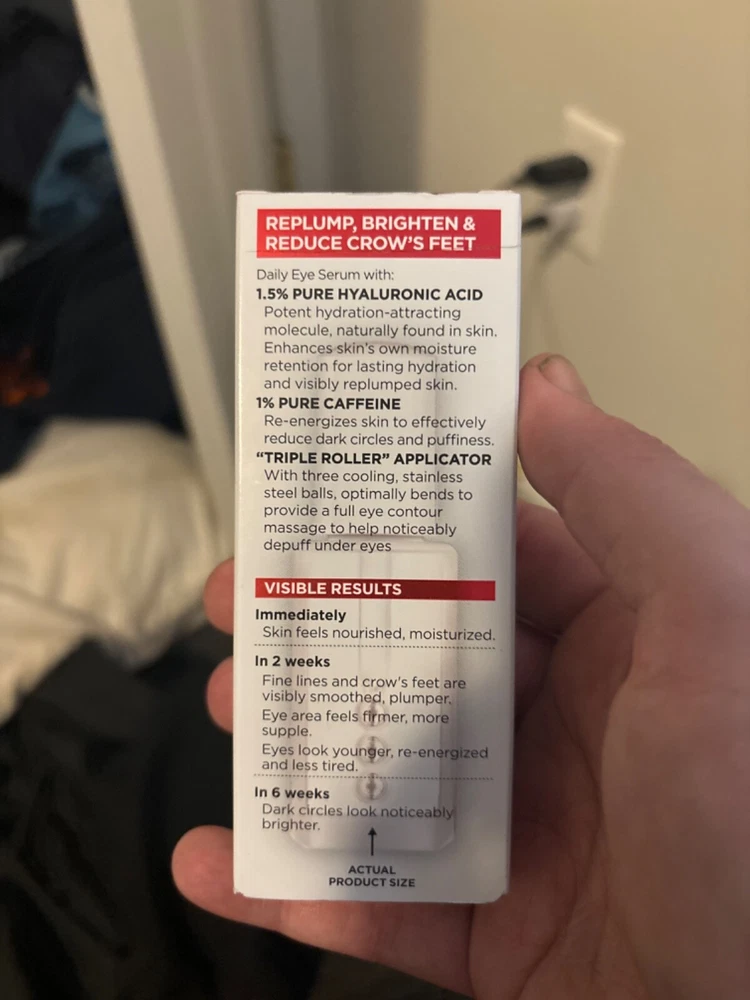 REPLUMP, BRIGHTEN &
REDUCE CROW'S FEET
Daily Eye Serum with:
1.5% PURE HYALURONIC ACID
Potent hydration-attracting
molecule, naturally found in skin.
Enhances skin's own moisture
retention for lasting hydration
and visibly replumped skin.
1% PURE CAFFEINE
Re-energizes skin to effectively
reduce dark circles and puffiness.
"TRIPLE ROLLER" APPLICATOR
With three cooling, stainless
steel balls, optimally bends to
provide a full eye contour
massage to help noticeably
depuff under eyes
VISIBLE RESULTS
Immediately
Skin feels nourished, moisturized.
In 2 weeks
Fine lines and crow's feet are
visibly smoothed, plumper.
Eye area feels firmer, more
supple.
Eyes look younger, re-energized
and less tired.
In 6 weeks
Dark circles look noticeably
brighter.
ACTUAL
PRODUCT SIZE